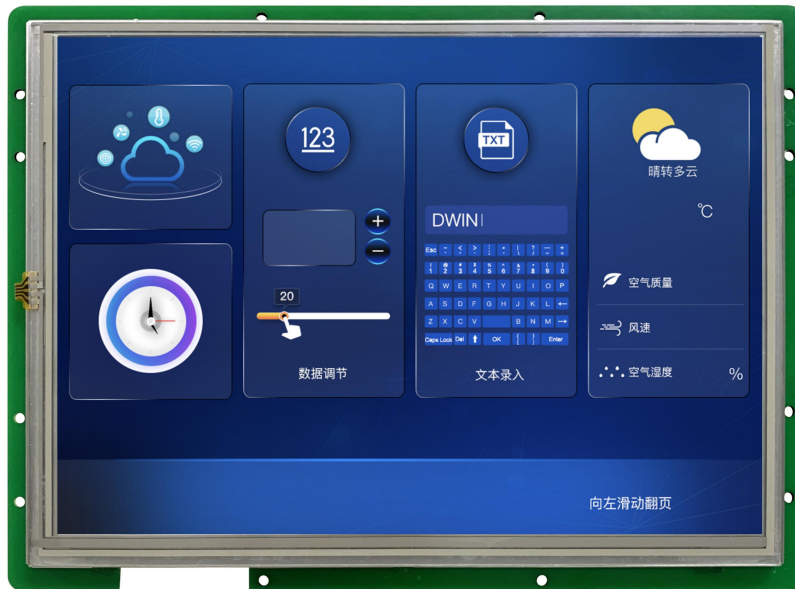 123
20
数据调节
TXT
DWIN
Esc
Q W E R T Y U I O P
A S D F G H J K L ←
Z X C V B N M →
Caps Lock Del OK { } Enter
文本录入
晴转多云
℃
空气质量
风速
空气湿度 %
向左滑动翻页